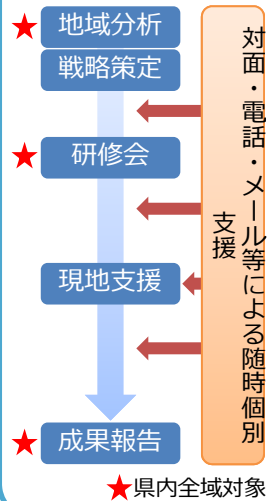 ★地域分析
戦略策定
★研修会
現地支援
★成果報告
対面・電話・メール等による随時個別
支援
★県内全域対象